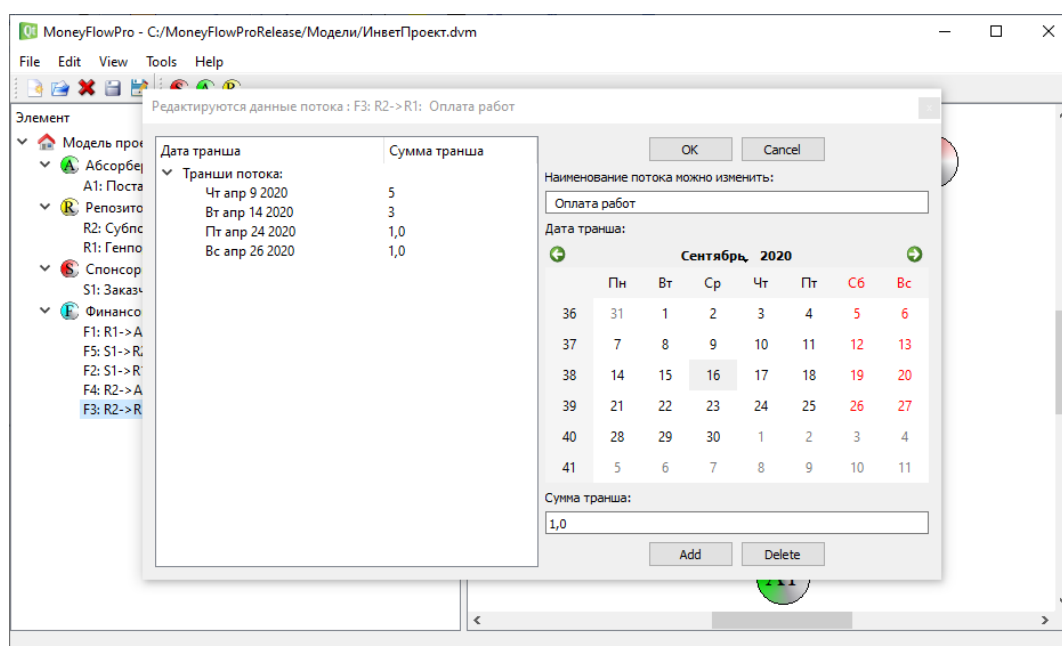 MoneyFlowPro - C:/MoneyFlowProRelease/Модели/ИнветПроект.dvm
File Edit View Tools Help
Элемент
Модель прое
A Абсорбер
A1: Поста
R Репозито
R2: Субпо
R1: Генпо
S Спонсор
S1: Заказч
F Финансо
F1: R1->A
F5: S1->R2
F2: S1->R1
F4: R2->A
F3: R2->R
Редактируются данные потока : F3: R2->R1: Оплата работ
Дата транша Сумма транша
Транши потока:
Чт апр 9 2020 5
Вт апр 14 2020 3
Пт апр 24 2020 1,0
Вс апр 26 2020 1,0
OK Cancel
Наименование потока можно изменить:
Оплата работ
Дата транша:
Сентябрь, 2020
Пн Вт Ср Чт Пт Сб Вс
36 31 1 2 3 4 5 6
37 7 8 9 10 11 12 13
38 14 15 16 17 18 19 20
39 21 22 23 24 25 26 27
40 28 29 30 1 2 3 4
41 5 6 7 8 9 10 11
Сумма транша:
1,0
Add Delete
A1